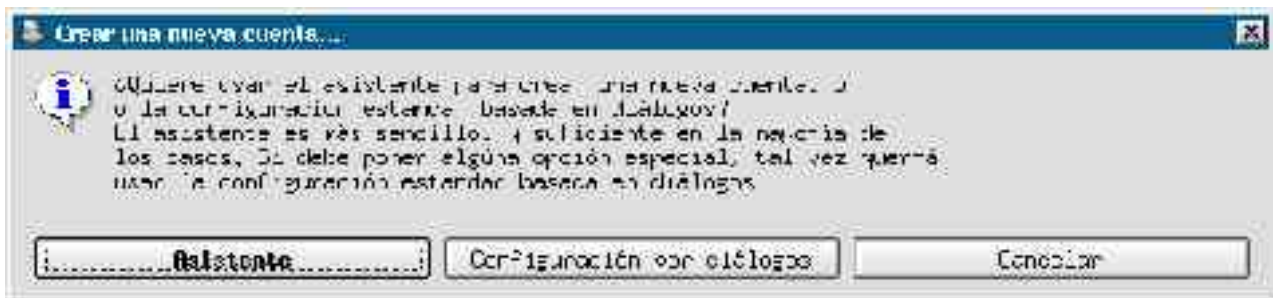 Crear una nueva cuenta...
¿Quiere usar el asistente para crear una nueva cuenta, o
o la configuración estándar basada en diálogos?
El asistente es más sencillo, y suficiente en la mayoría de
los casos. Si debe poner alguna opción especial, tal vez querrá
usar la configuración estándar basada en diálogos
Asistente
Configuración por diálogos
Cancelar